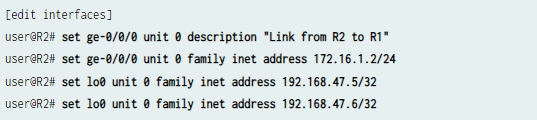 [edit interfaces]
user@R2# set ge-0/0/0 unit 0 description "Link from R2 to R1"
user@R2# set ge-0/0/0 unit 0 family inet address 172.16.1.2/24
user@R2# set lo0 unit 0 family inet address 192.168.47.5/32
user@R2# set lo0 unit 0 family inet address 192.168.47.6/32